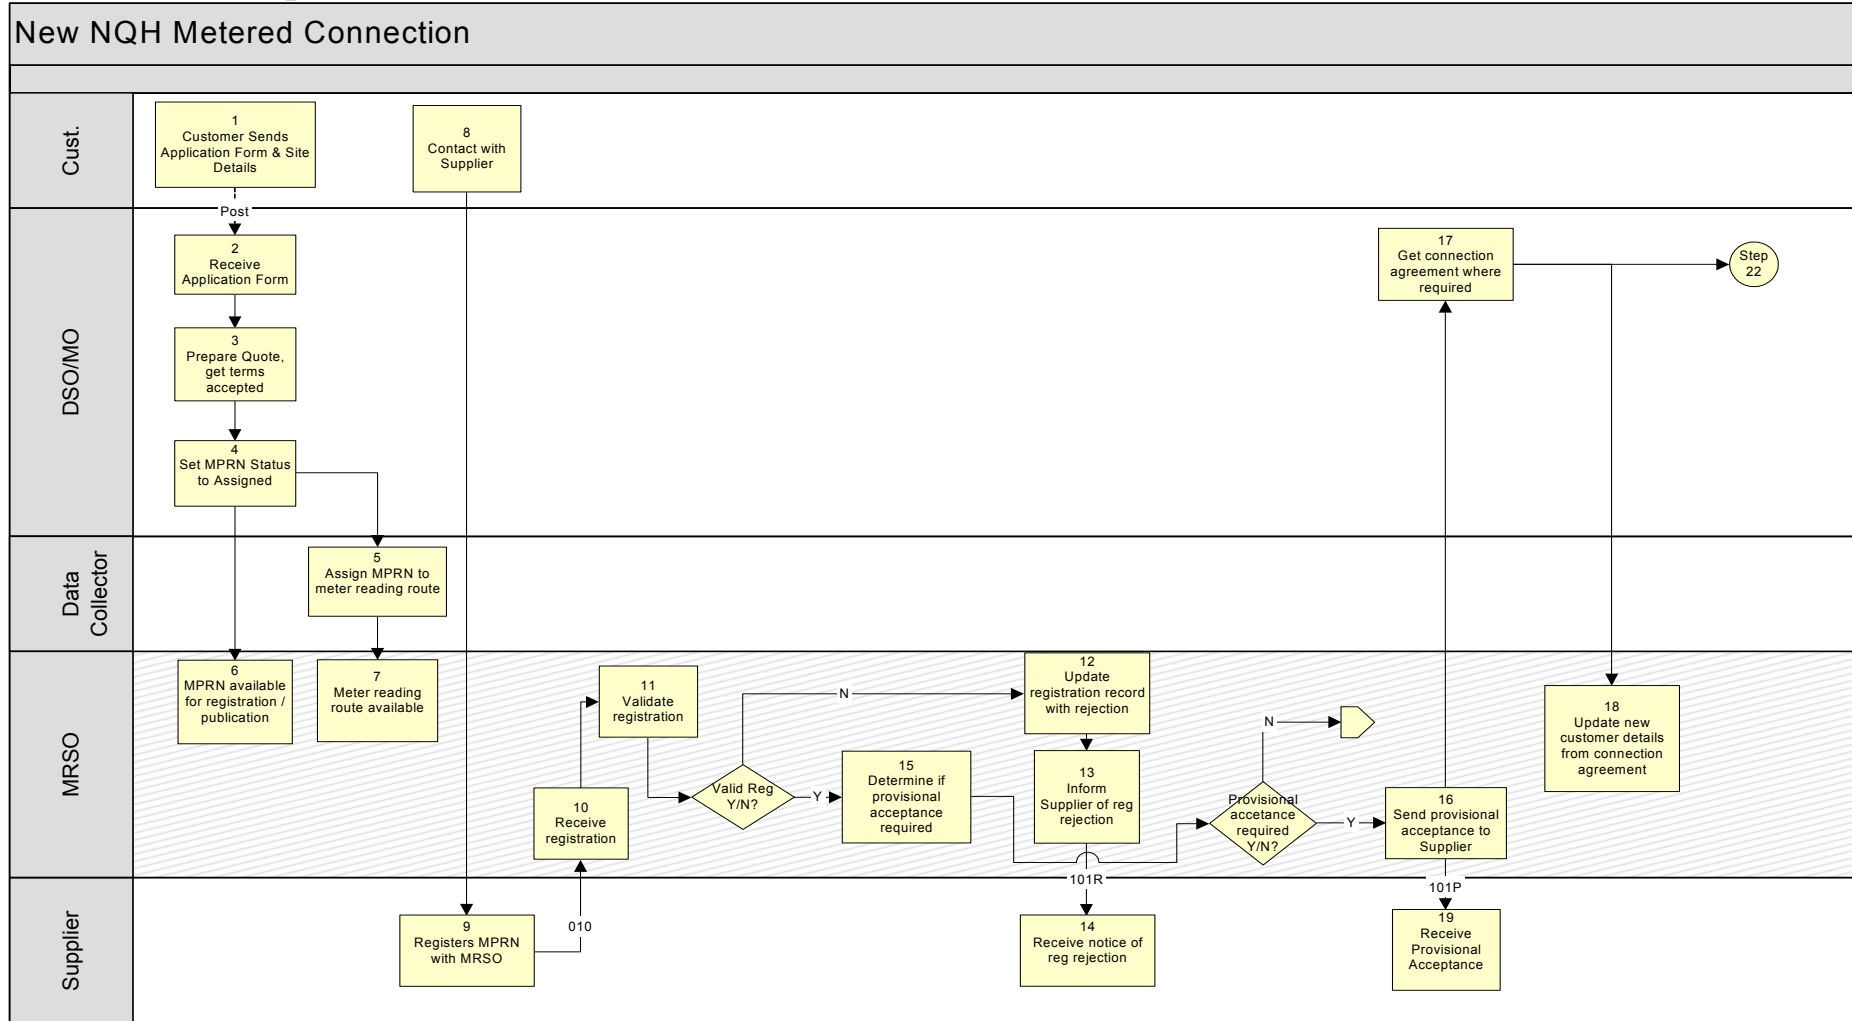 New NQH Metered Connection
Cust.
1
Customer Sends
Application Form & Site
Details
8
Contact with
Supplier
Post
DSO/MO
2
Receive
Application Form
3
Prepare Quote,
get terms
accepted
4
Set MPRN Status
to Assigned
17
Get connection
agreement where
required
Step
22
Data
Collector
5
Assign MPRN to
meter reading route
MRSO
6
MPRN available
for registration /
publication
7
Meter reading
route available
10
Receive
registration
11
Validate
registration
Valid Reg
Y/N?
N
Y
12
Update
registration record
with rejection
13
Inform
Supplier of reg
rejection
15
Determine if
provisional
acceptance
required
Provisional
accetance
required
Y/N?
N
Y
16
Send provisional
acceptance to
Supplier
18
Update new
customer details
from connection
agreement
101R
101P
Supplier
9
Registers MPRN
with MRSO
010
14
Receive notice of
reg rejection
19
Receive
Provisional
Acceptance